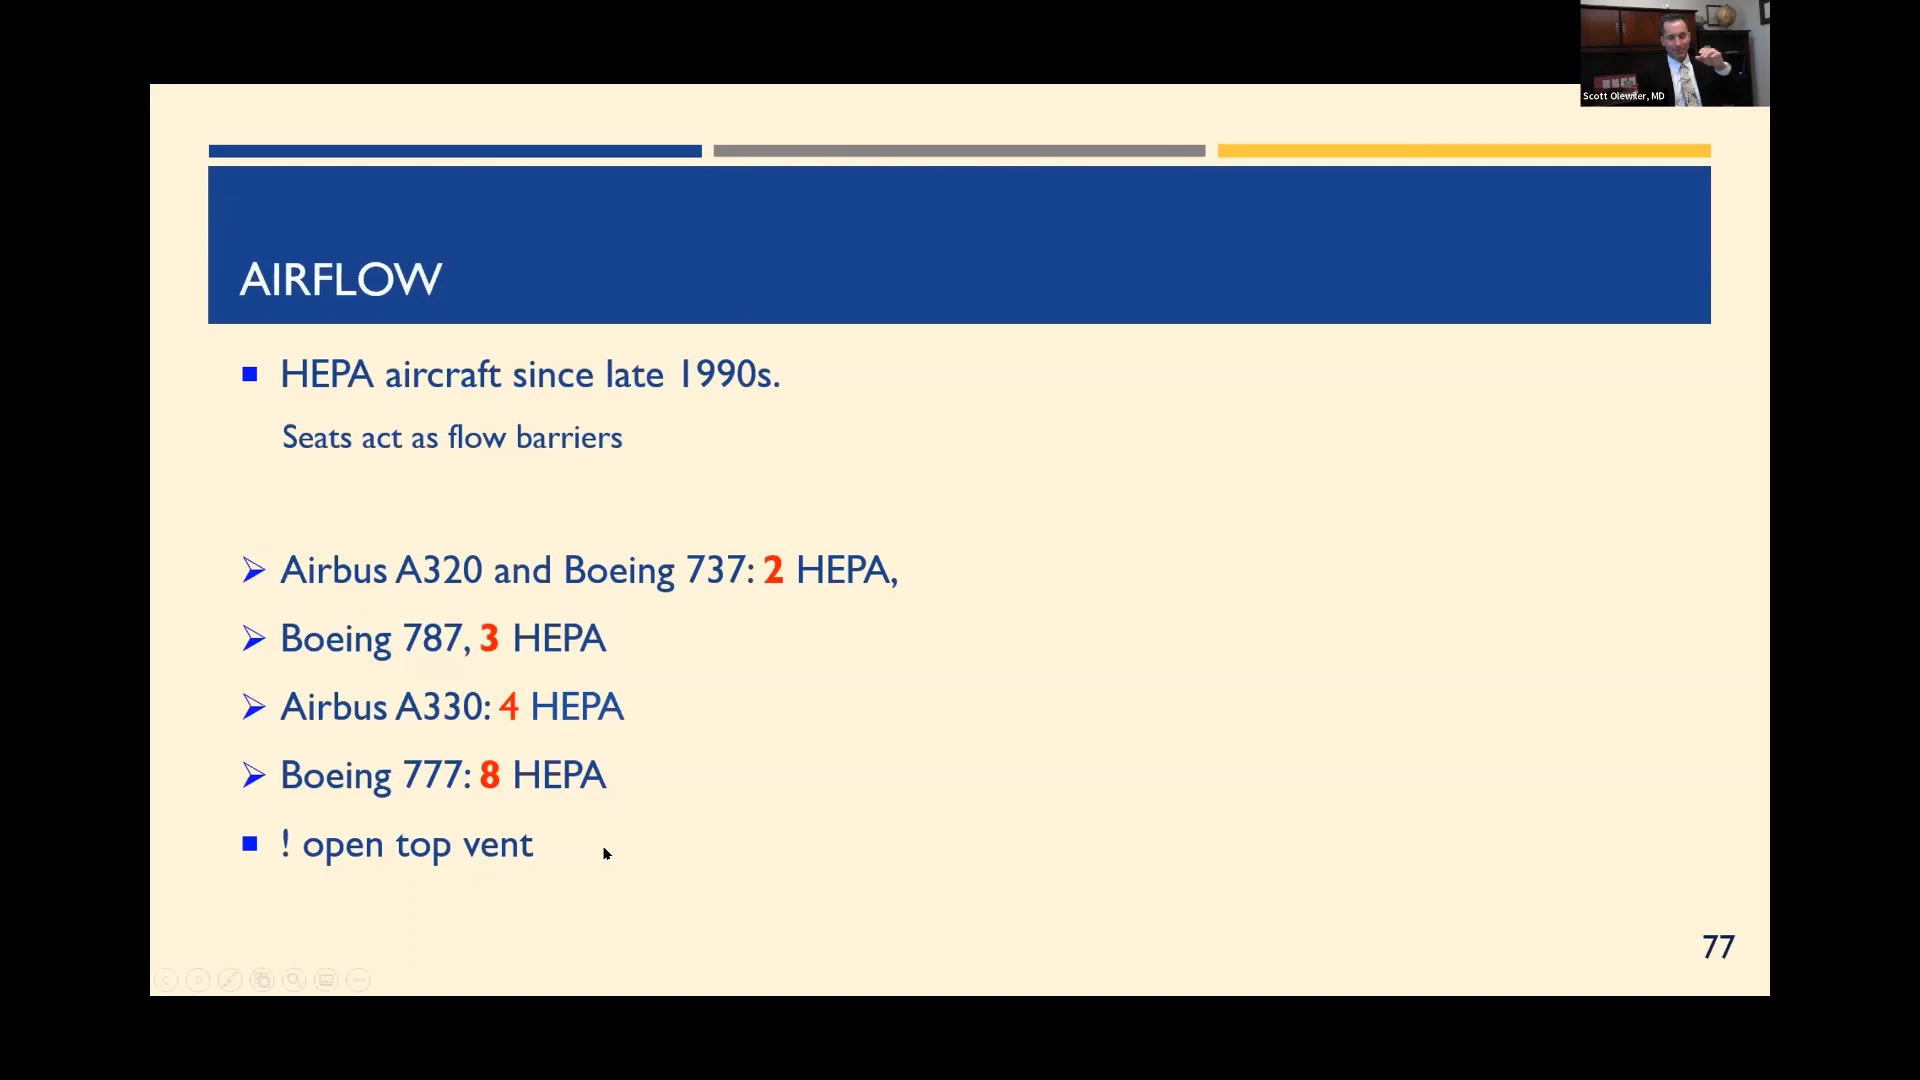 Scott Olewiler, MD
AIRFLOW
HEPA aircraft since late 1990s.
Seats act as flow barriers
Airbus A320 and Boeing 737: 2 HEPA,
Boeing 787, 3 HEPA
Airbus A330: 4 HEPA
Boeing 777: 8 HEPA
! open top vent
77